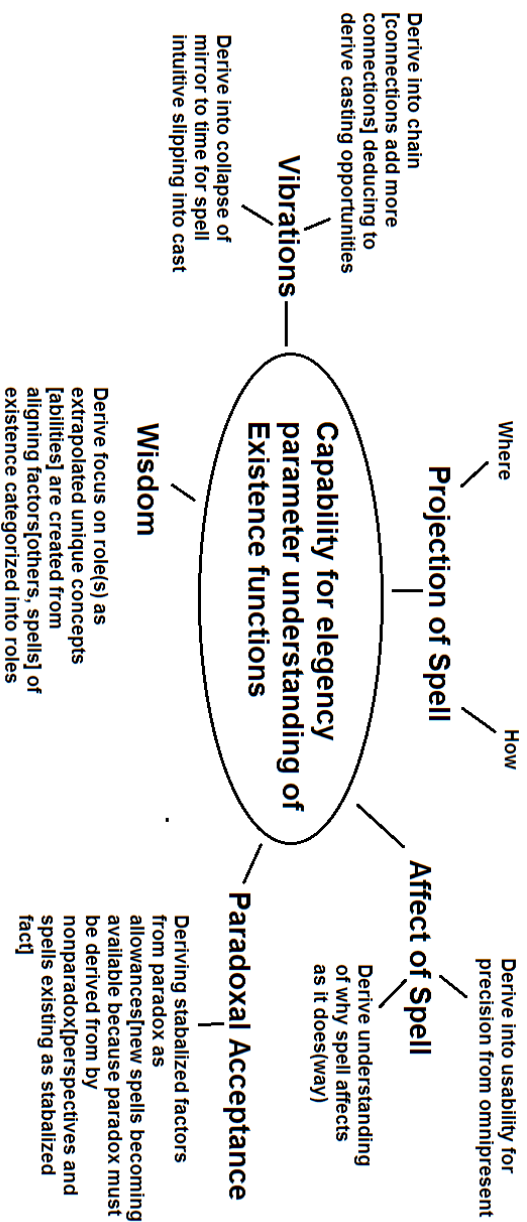 Where
How
Projection of Spell
Derive into usability for
precision from omnipresent
Affect of Spell
Derive understanding
of why spell affects
as it does(way)
Derive into chain
[connections add more
connections] deducing to
derive casting opportunities
Vibrations
Derive into collapse of
mirror to time for spell
intuitive slipping into cast
Capability for elegency
parameter understanding of
Existence functions
Wisdom
Derive focus on role(s) as
extrapolated unique concepts
[abilities] are created from
aligning factors[others, spells] of
existence categorized into roles
Paradoxal Acceptance
Deriving stabalized factors
from paradox as
allowances[new spells becoming
available because paradox must
be derived from by
nonparadox[perspectives and
spells existing as stabalized
fact]